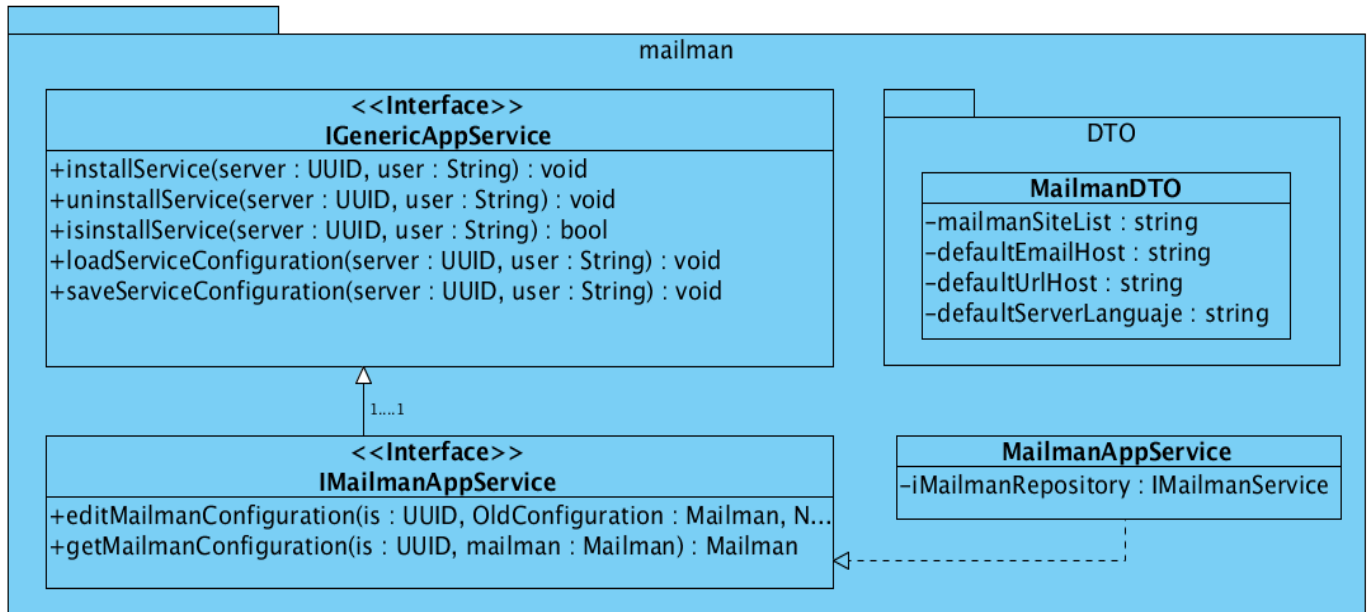 mailman
<<Interface>>
IGenericAppService
+installService(server : UUID, user : String) : void
+uninstallService(server : UUID, user : String) : void
+isinstallService(server : UUID, user : String) : bool
+loadServiceConfiguration(server : UUID, user : String) : void
+saveServiceConfiguration(server : UUID, user : String) : void
DTO
MailmanDTO
-mailmanSiteList : string
-defaultEmailHost : string
-defaultUrlHost : string
-defaultServerLanguaje : string
1....1
<<Interface>>
IMailmanAppService
+editMailmanConfiguration(is : UUID, OldConfiguration : Mailman, N...
+getMailmanConfiguration(is : UUID, mailman : Mailman) : Mailman
MailmanAppService
-iMailmanRepository : IMailmanService